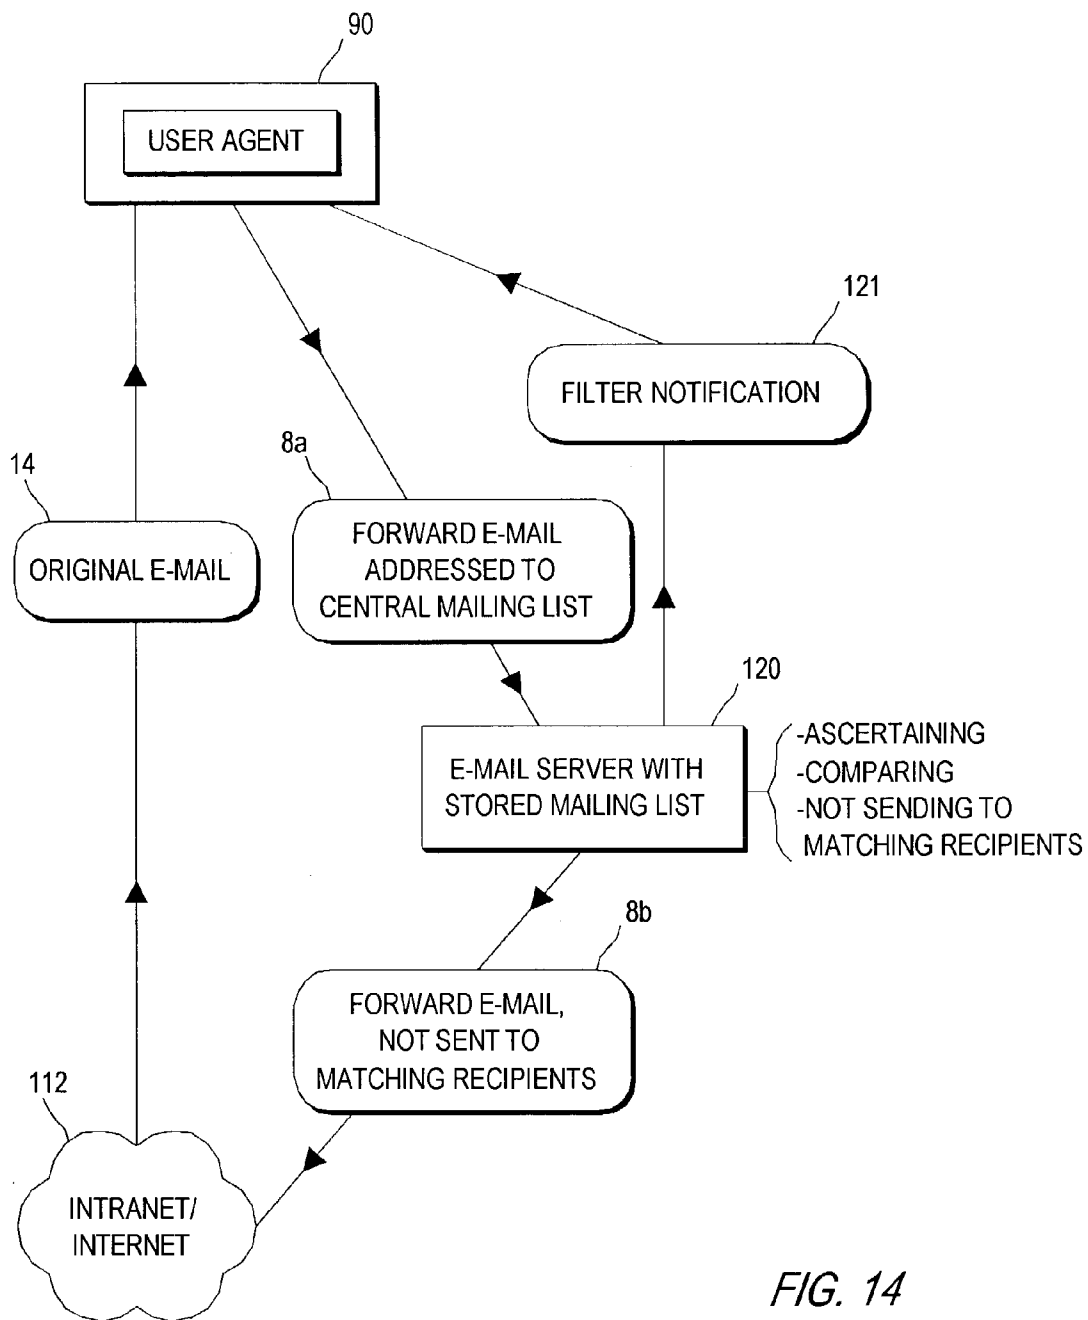 90
USER AGENT
121
FILTER NOTIFICATION
8a
14
FORWARD E-MAIL
ADDRESSED TO
CENTRAL MAILING LIST
ORIGINAL E-MAIL
120
E-MAIL SERVER WITH
STORED MAILING LIST
-ASCERTAINING
-COMPARING
-NOT SENDING TO
MATCHING RECIPIENTS
8b
FORWARD E-MAIL,
NOT SENT TO
MATCHING RECIPIENTS
112
INTRANET/
INTERNET
FIG. 14